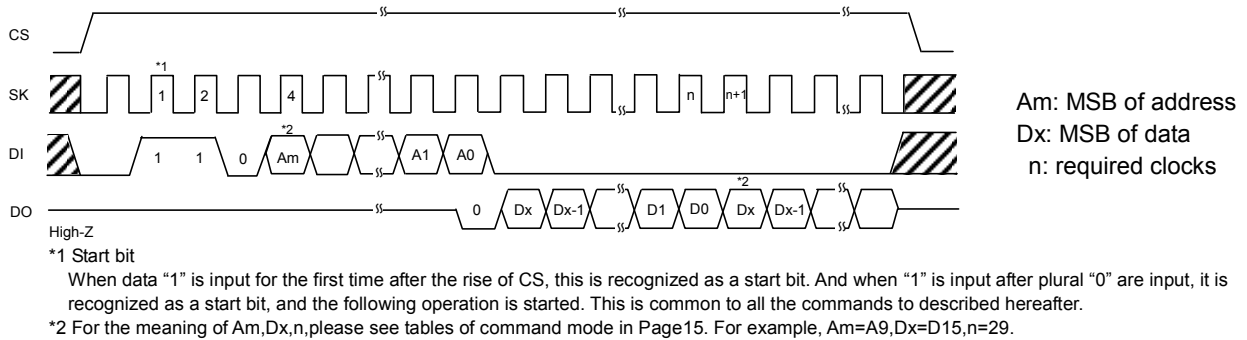 CS
*1
SK 1 2 4 n n+1
*2
DI 1 1 0 Am A1 A0
*2
DO 0 Dx Dx-1 D1 D0 Dx Dx-1
High-Z
Am: MSB of address
Dx: MSB of data
n: required clocks
*1 Start bit
When data “1” is input for the first time after the rise of CS, this is recognized as a start bit. And when “1” is input after plural “0” are input, it is
recognized as a start bit, and the following operation is started. This is common to all the commands to described hereafter.
*2 For the meaning of Am,Dx,n,please see tables of command mode in Page15. For example, Am=A9,Dx=D15,n=29.